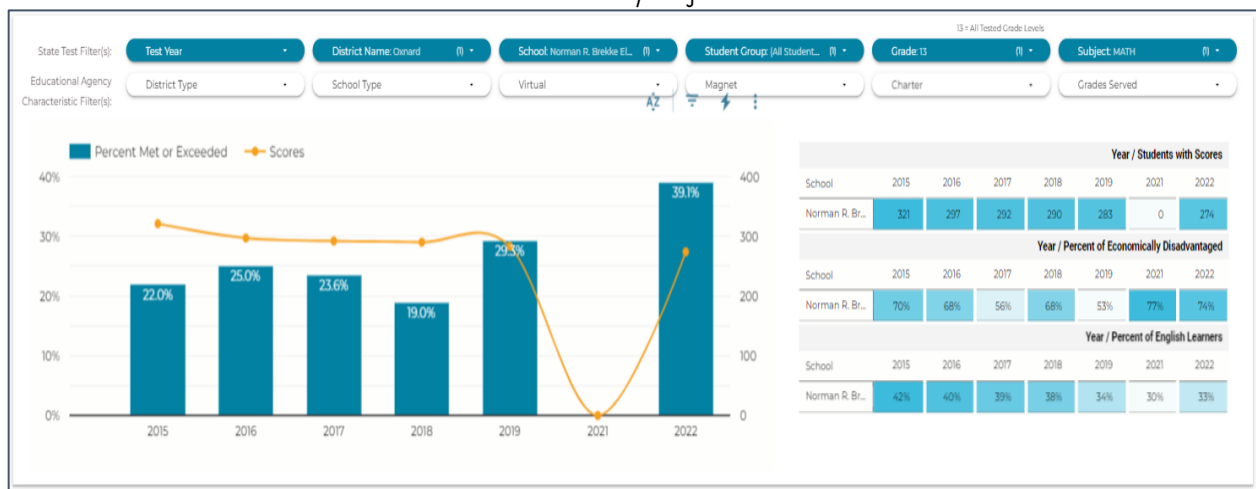 13 = All Tested Grade Levels
State Test Filter(s):
Test Year
District Name: Oxnard (1)
School: Norman R. Brekke El... (1)
Student Group: (All Student... (1)
Grade: 13 (1)
Subject: MATH (1)
Educational Agency
Characteristic Filter(s):
District Type
School Type
Virtual
Magnet
Charter
Grades Served
AZ
Percent Met or Exceeded Scores
40% 400
30% 300
20% 200
10% 100
0% 0
22.0%
25.0%
23.6%
19.0%
29.3%
39.1%
2015 2016 2017 2018 2019 2021 2022
Year / Students with Scores
School 2015 2016 2017 2018 2019 2021 2022
Norman R. Br... 321 297 292 290 283 0 274
Year / Percent of Economically Disadvantaged
School 2015 2016 2017 2018 2019 2021 2022
Norman R. Br... 70% 68% 56% 68% 53% 77% 74%
Year / Percent of English Learners
School 2015 2016 2017 2018 2019 2021 2022
Norman R. Br... 42% 40% 39% 38% 34% 30% 33%